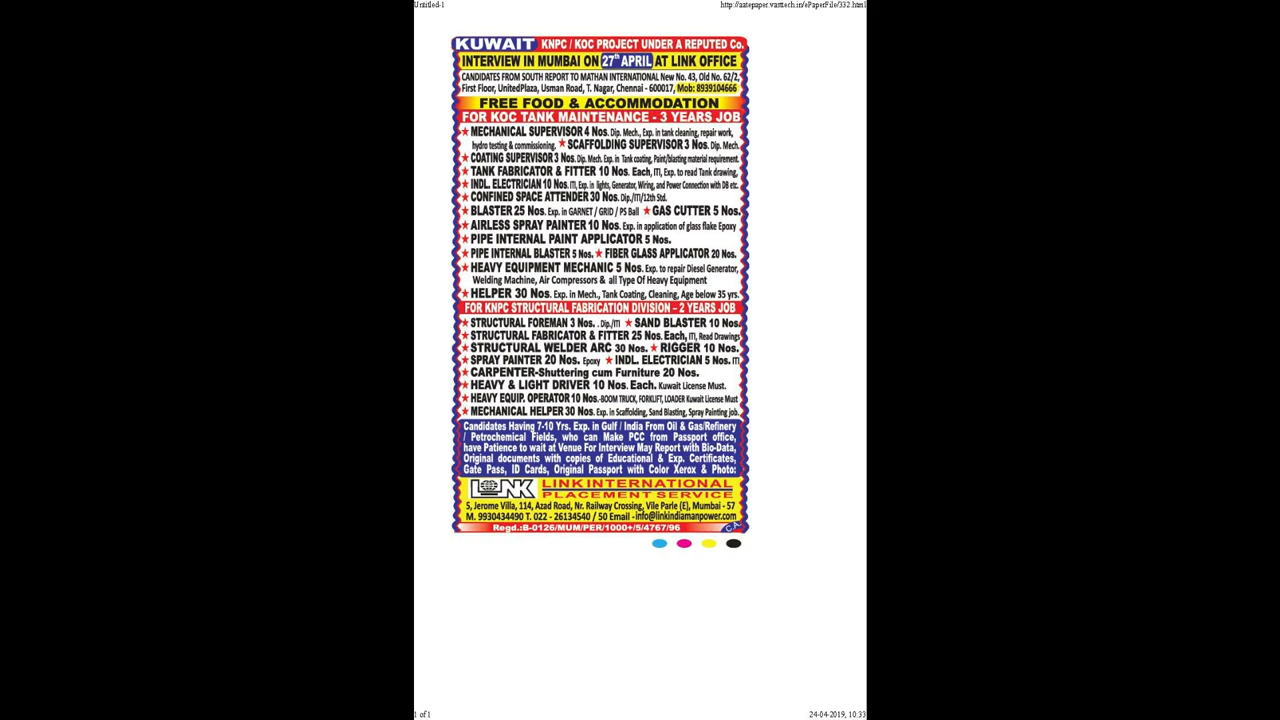 Untitled-1
http://aatepaper.vasttech.in/ePaperFile/332.html
KUWAIT KNPC / KOC PROJECT UNDER A REPUTED Co.
INTERVIEW IN MUMBAI ON 27th APRIL AT LINK OFFICE
CANDIDATES FROM SOUTH REPORT TO MATHAN INTERNATIONAL New No. 43, Old No. 62/2,
First Floor, UnitedPlaza, Usman Road, T. Nagar, Chennai - 600017, Mob: 8939104666
FREE FOOD & ACCOMMODATION
FOR KOC TANK MAINTENANCE - 3 YEARS JOB
★ MECHANICAL SUPERVISOR 4 Nos. Dip. Mech., Exp. in tank cleaning, repair work,
hydro testing & commissioning. ★ SCAFFOLDING SUPERVISOR 3 Nos. Dip. Mech.
★ COATING SUPERVISOR 3 Nos. Dip. Mech. Exp. in Tank coating, Paint/blasting material requirement.
★ TANK FABRICATOR & FITTER 10 Nos. Each, ITI, Exp. to read Tank drawing,
★ INDL. ELECTRICIAN 10 Nos. ITI, Exp. in lights, Generator, Wiring, and Power Connection with DB etc.
★ CONFINED SPACE ATTENDER 30 Nos. Dip./ITI/12th Std.
★ BLASTER 25 Nos. Exp. in GARNET / GRID / PS Ball ★ GAS CUTTER 5 Nos.
★ AIRLESS SPRAY PAINTER 10 Nos. Exp. in application of glass flake Epoxy
★ PIPE INTERNAL PAINT APPLICATOR 5 Nos.
★ PIPE INTERNAL BLASTER 5 Nos. ★ FIBER GLASS APPLICATOR 20 Nos.
★ HEAVY EQUIPMENT MECHANIC 5 Nos. Exp. to repair Diesel Generator,
Welding Machine, Air Compressors & all Type Of Heavy Equipment
★ HELPER 30 Nos. Exp. in Mech., Tank Coating, Cleaning, Age below 35 yrs.
FOR KNPC STRUCTURAL FABRICATION DIVISION - 2 YEARS JOB
★ STRUCTURAL FOREMAN 3 Nos. . Dip./ITI ★ SAND BLASTER 10 Nos.
★ STRUCTURAL FABRICATOR & FITTER 25 Nos. Each, ITI, Read Drawings
★ STRUCTURAL WELDER ARC 30 Nos. ★ RIGGER 10 Nos.
★ SPRAY PAINTER 20 Nos. Epoxy ★ INDL. ELECTRICIAN 5 Nos. ITI
★ CARPENTER-Shuttering cum Furniture 20 Nos.
★ HEAVY & LIGHT DRIVER 10 Nos. Each. Kuwait License Must.
★ HEAVY EQUIP. OPERATOR 10 Nos.-BOOM TRUCK, FORKLIFT, LOADER Kuwait License Must
★ MECHANICAL HELPER 30 Nos. Exp. in Scaffolding, Sand Blasting, Spray Painting job.
Candidates Having 7-10 Yrs. Exp. in Gulf / India From Oil & Gas/Refinery
/ Petrochemical Fields, who can Make PCC from Passport office,
have Patience to wait at Venue For Interview May Report with Bio-Data,
Original documents with copies of Educational & Exp. Certificates,
Gate Pass, ID Cards, Original Passport with Color Xerox & Photo:
LINK LINK INTERNATIONAL
PLACEMENT SERVICE
5, Jerome Villa, 114, Azad Road, Nr. Railway Crossing, Vile Parle (E), Mumbai - 57
M. 9930434490 T. 022 - 26134540 / 50 Email -info@linkindiamanpower.com
Regd.:B-0126/MUM/PER/1000+/5/4767/96 C.A.
1 of 1
24-04-2019, 10:33